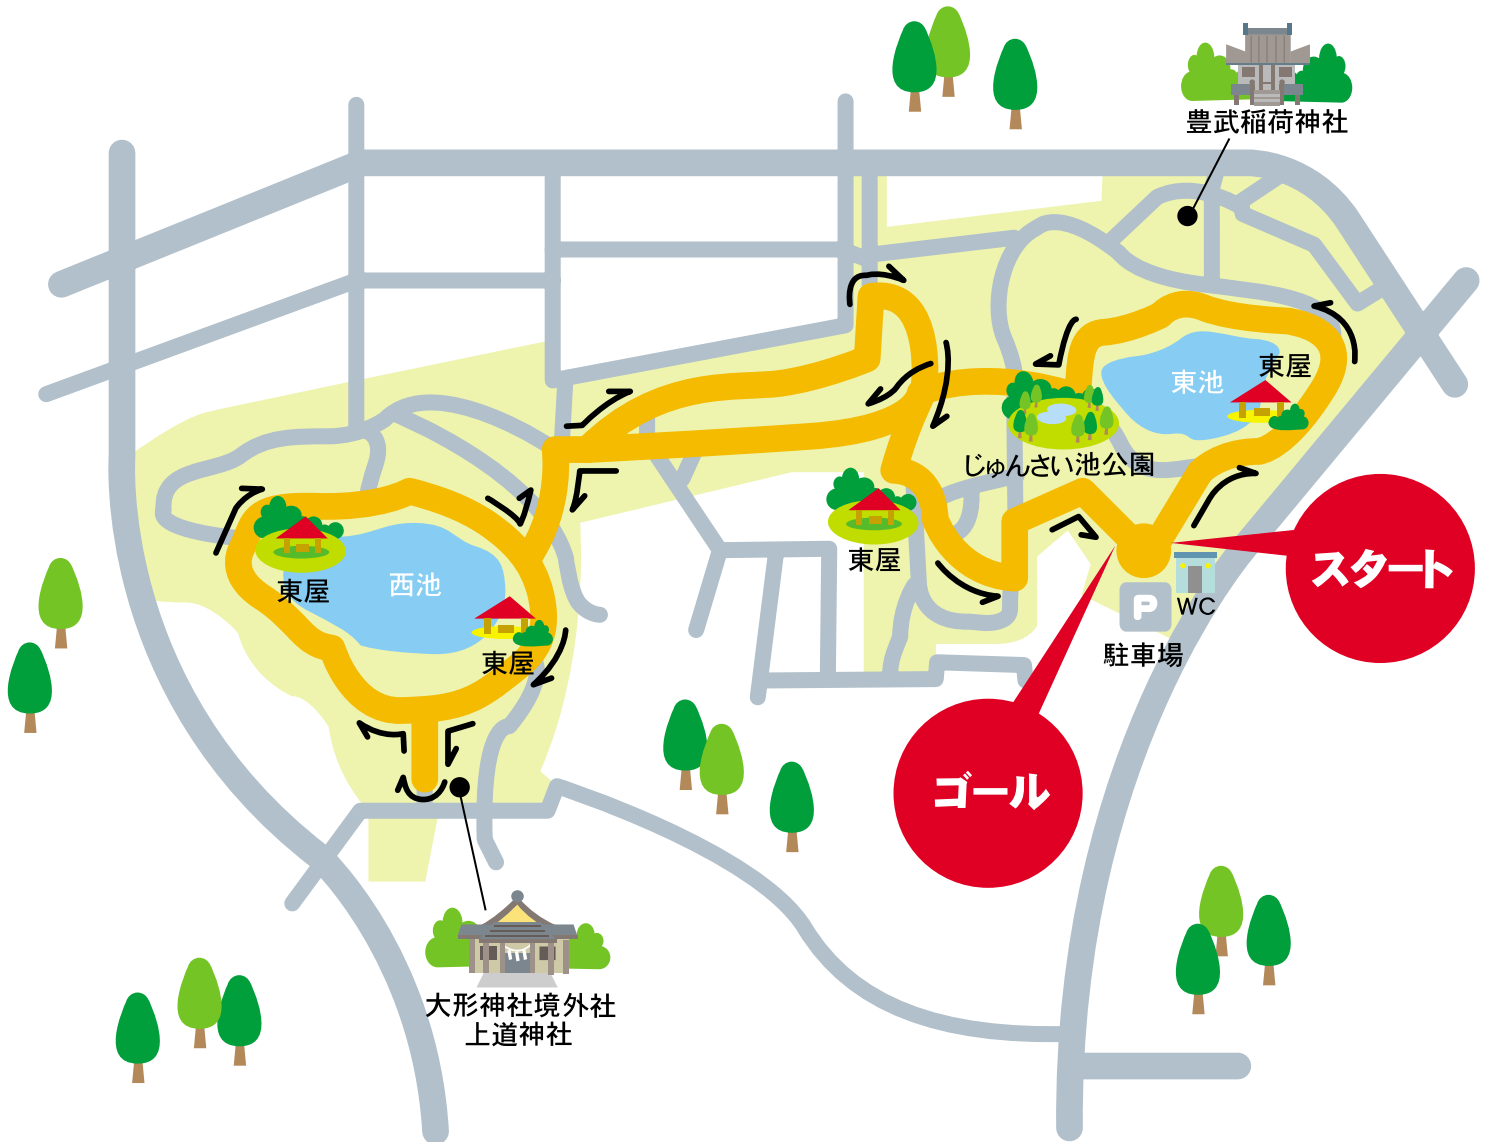 豊武稲荷神社
東屋
東池
じゅんさい池公園
スタート
東屋
西池
東屋
東屋
P
WC
駐車場
ゴール
大形神社境外社
上道神社